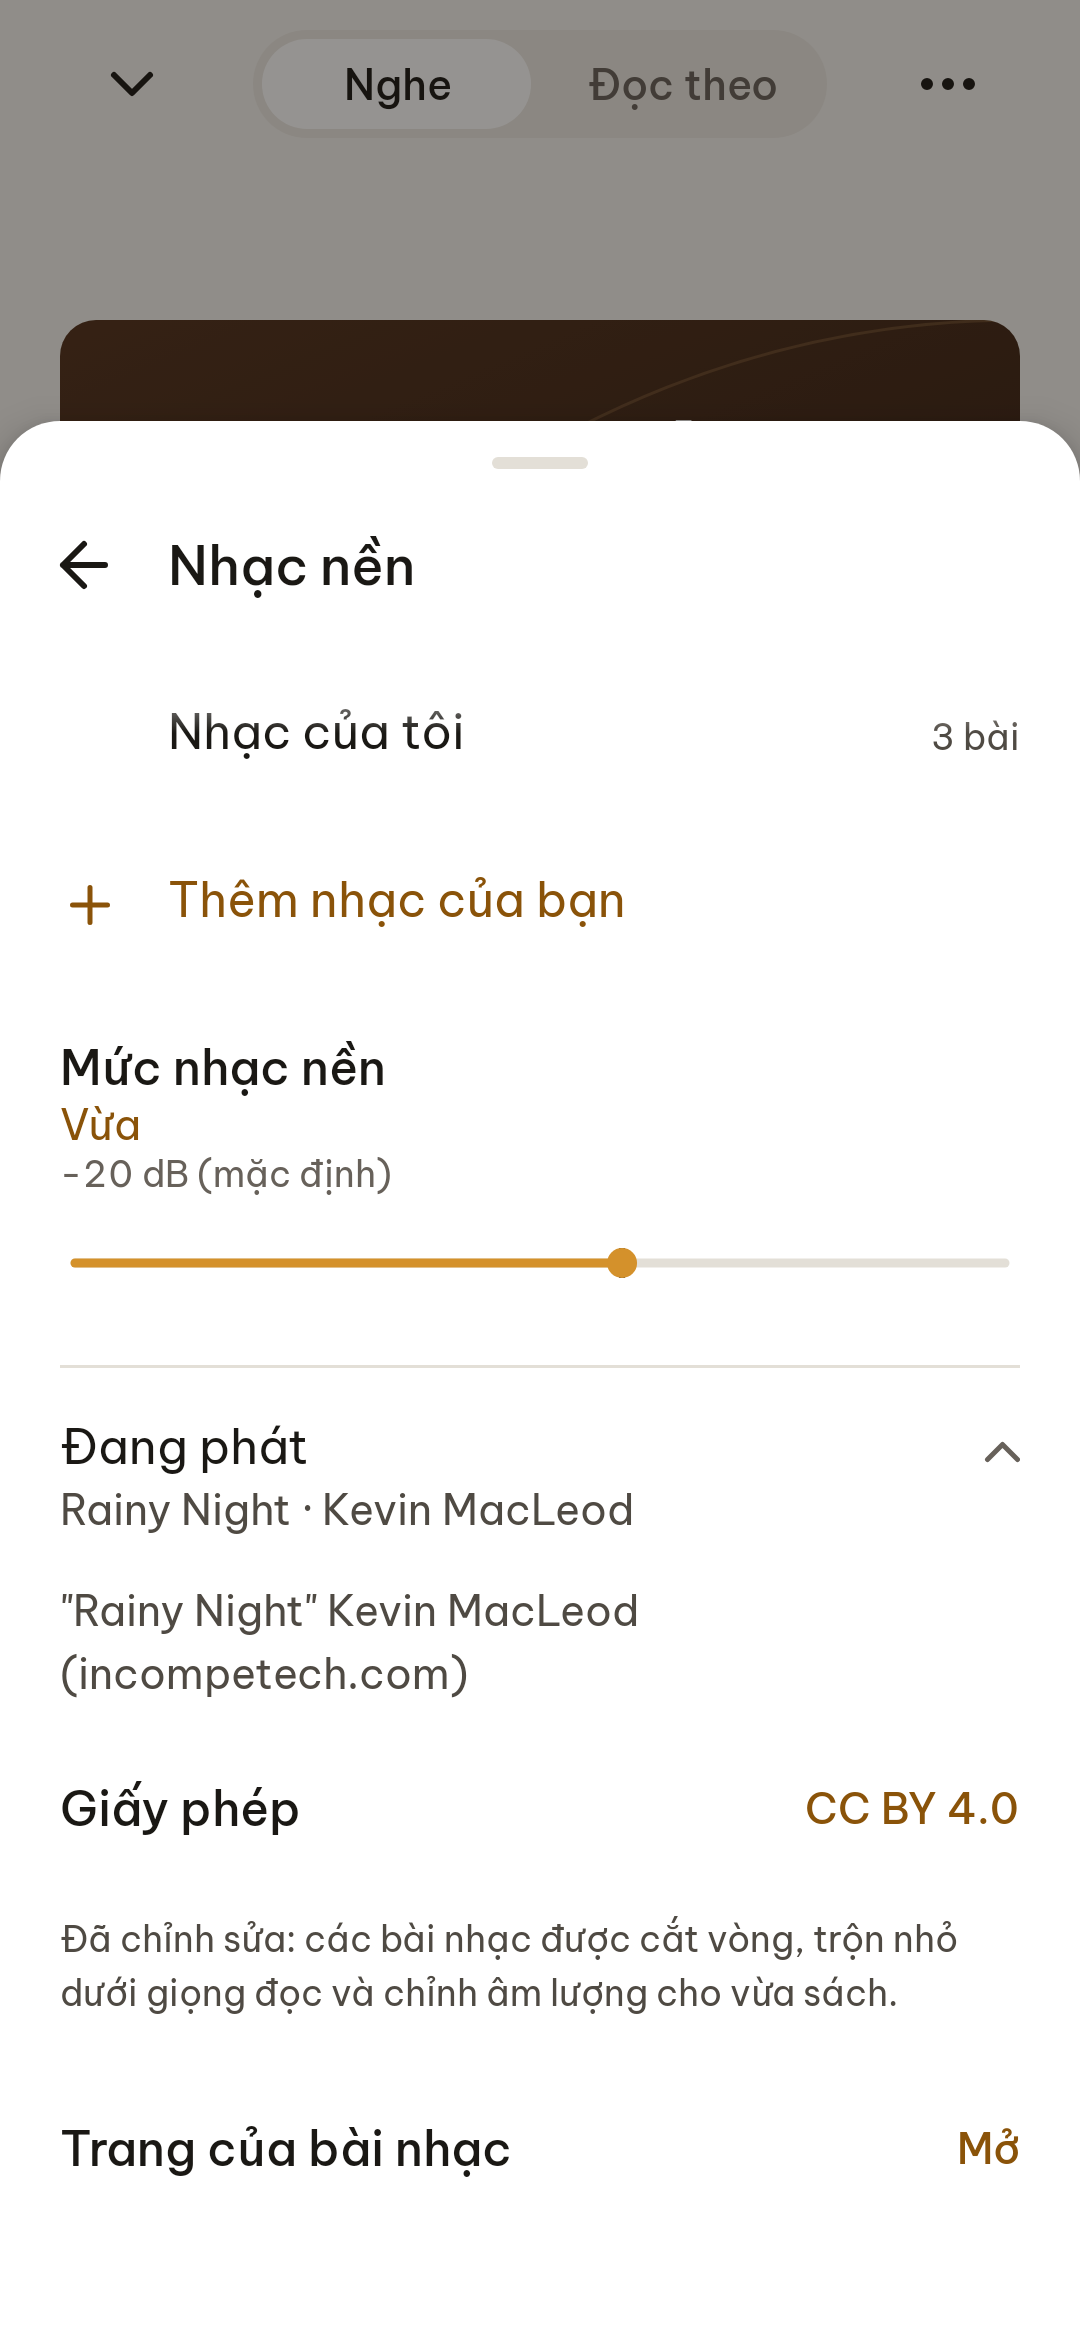 Nghe
Đọc theo
Nhạc nền
Nhạc của tôi
3 bài
Thêm nhạc của bạn
Mức nhạc nền
Vừa
-20 dB (mặc định)
Đang phát
Rainy Night · Kevin MacLeod
"Rainy Night" Kevin MacLeod
(incompetech.com)
Giấy phép
CC BY 4.0
Đã chỉnh sửa: các bài nhạc được cắt vòng, trộn nhỏ
dưới giọng đọc và chỉnh âm lượng cho vừa sách.
Trang của bài nhạc
Mở